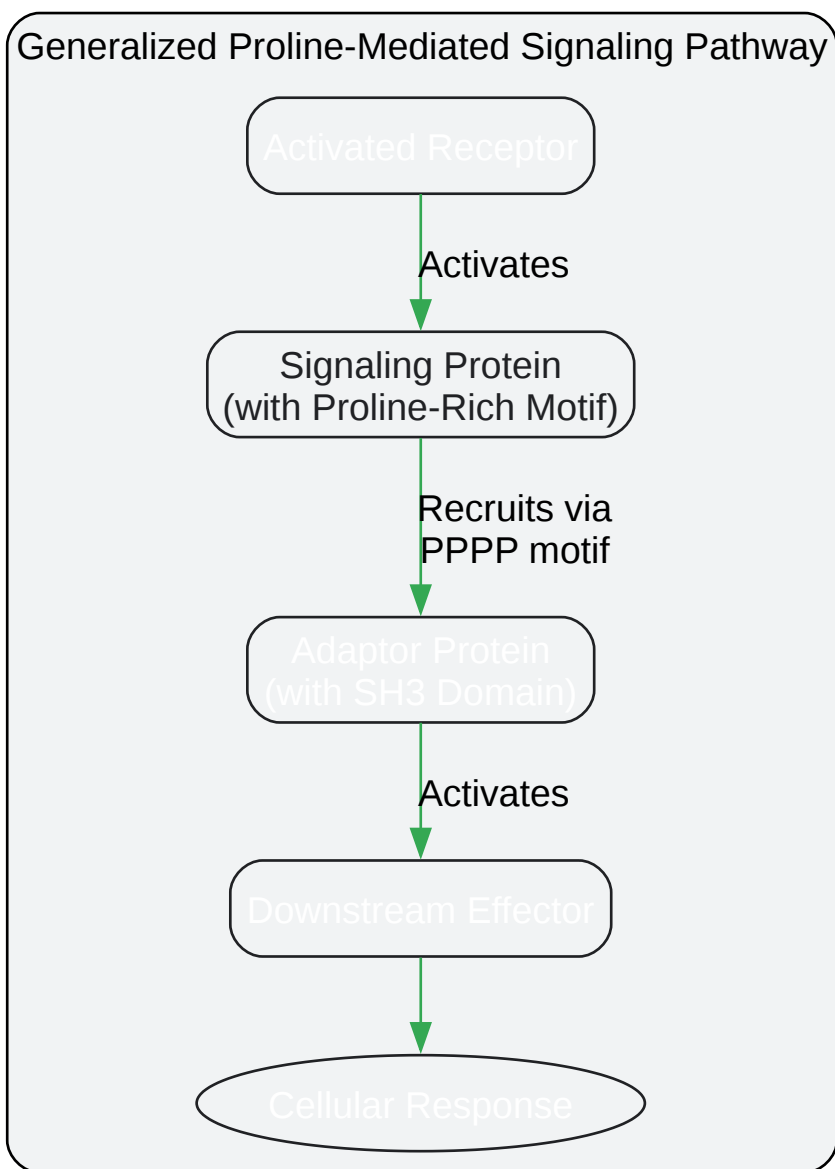 Generalized Proline-Mediated Signaling Pathway
Activated Receptor
Activates
Signaling Protein
(with Proline-Rich Motif)
Recruits via
PPPP motif
Adaptor Protein
(with SH3 Domain)
Activates
Downstream Effector
Cellular Response